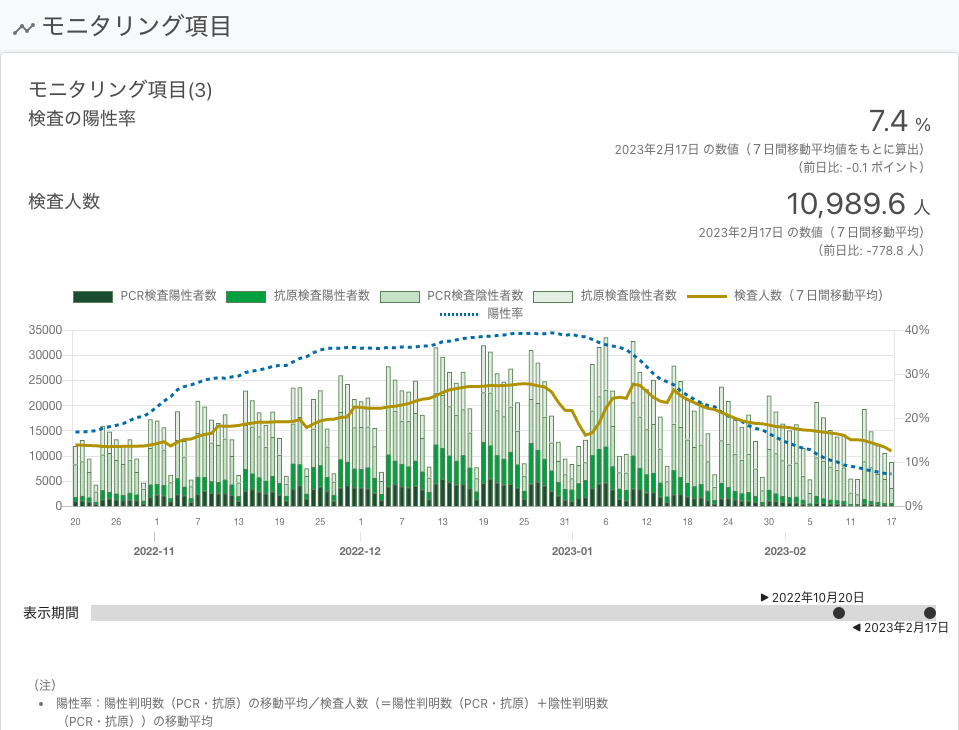 モニタリング項目
モニタリング項目(3)
検査の陽性率
7.4 %
2023年2月17日 の数値（７日間移動平均値をもとに算出）
（前日比: -0.1 ポイント）
検査人数
10,989.6 人
2023年2月17日 の数値（７日間移動平均）
（前日比: -778.8 人）
PCR検査陽性者数 抗原検査陽性者数 PCR検査陰性者数 抗原検査陰性者数 検査人数（７日間移動平均）
陽性率
35000 40%
30000
25000 30%
20000
15000 20%
10000 10%
5000
0 0%
20 26 1 7 13 19 25 1 7 13 19 25 31 6 12 18 24 30 5 11 17
2022-11 2022-12 2023-01 2023-02
2022年10月20日
表示期間
2023年2月17日
（注）
• 陽性率：陽性判明数（PCR・抗原）の移動平均／検査人数（＝陽性判明数（PCR・抗原）＋陰性判明数
（PCR・抗原））の移動平均